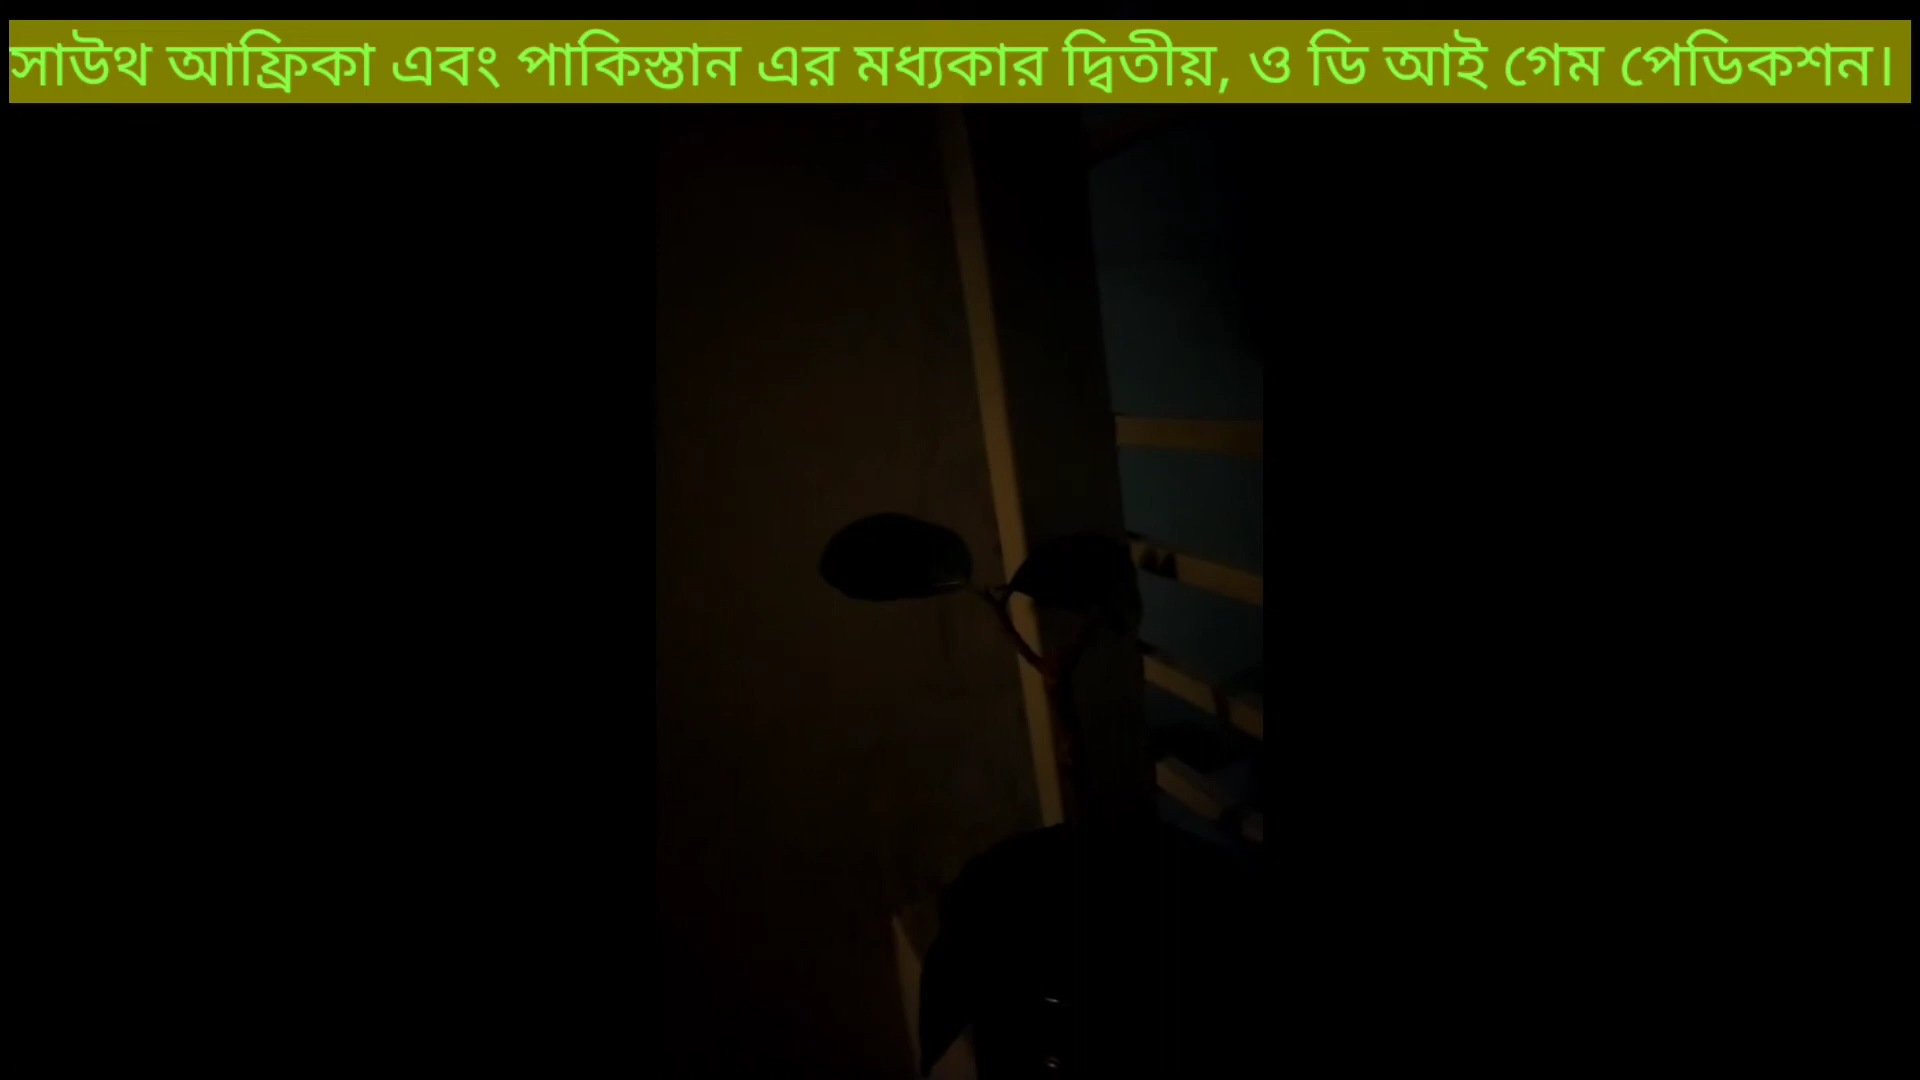 সাউথ আফ্রিকা এবং পাকিস্তান এর মধ্যকার দ্বিতীয়, ও ডি আই গেম পেডিকশন।